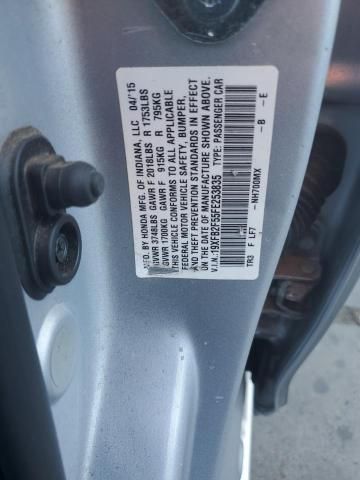 MFD. BY HONDA MFG. OF INDIANA, LLC 04/15
GVWR 3748LBS GAWR F 2018LBS R 1753LBS
GVWR 1700KG GAWR F 915KG R 795KG
THIS VEHICLE CONFORMS TO ALL APPLICABLE
FEDERAL MOTOR VEHICLE SAFETY, BUMPER,
AND THEFT PREVENTION STANDARDS IN EFFECT
ON THE DATE OF MANUFACTURE SHOWN ABOVE.
V.I.N.:19XFB2F55FE253835 TYPE: PASSENGER CAR
NH700MX B E
TR3 F LF7